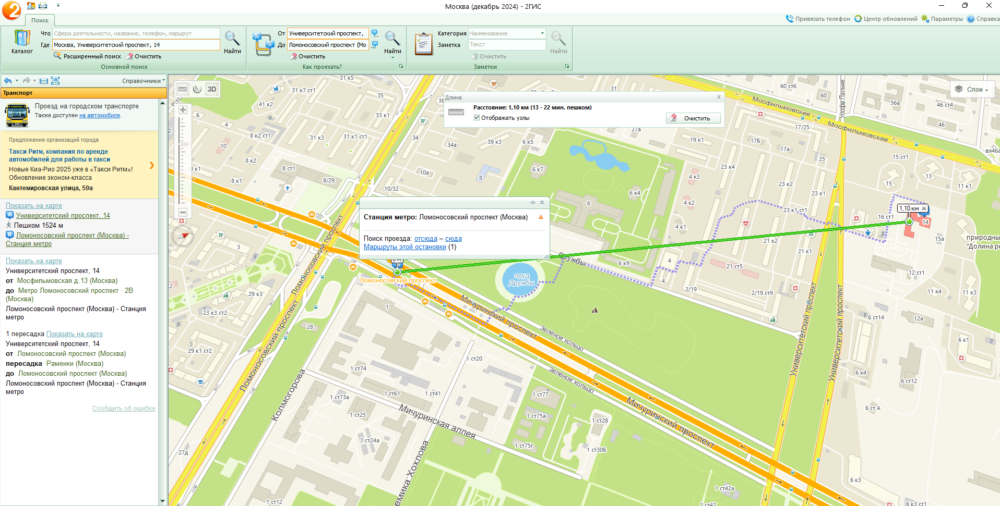 Москва (декабрь 2024) - 2ГИС
Поиск
Привязать телефон
Центр обновлений
Параметры
Справка
Каталог
Что
Сфера деятельности, название, телефон, маршрут
Где
Москва, Университетский проспект, 14
Расширенный поиск
Очистить
Найти
Основной поиск
От
Университетский проспект,
До
Ломоносовский проспект (Мо
Очистить
Найти
Как проехать?
Категория
Наименование
Заметка
Текст
Очистить
Найти
Заметки
Справочники
Транспорт
Проезд на городском транспорте
Также доступен на автомобиле.
Предложения организаций города
Такси Ритм, компания по аренде
автомобилей для работы в такси
Новые Киа-Рио 2025 уже в «Такси Ритм»!
Обновление эконом-класса
Кантемировская улица, 59а
Показать на карте
A Университетский проспект, 14
Пешком 1524 м
B Ломоносовский проспект (Москва) -
Станция метро
Показать на карте
Университетский проспект, 14
от Мосфильмовская д.13 (Москва)
до Метро Ломоносовский проспект · 2В
(Москва)
Ломоносовский проспект (Москва) - Станция
метро
1 пересадка Показать на карте
Университетский проспект, 14
от Ломоносовский проспект (Москва)
пересадка Раменки (Москва)
до Ломоносовский проспект (Москва)
Ломоносовский проспект (Москва) - Станция
метро
Сообщить об ошибке
3D
Слои
Длина
Расстояние: 1,10 км (13 - 22 мин. пешком)
Отображать узлы
Очистить
Станция метро: Ломоносовский проспект (Москва)
Поиск проезда: отсюда – сюда
Маршруты этой остановки (1)
1,10 км
31 к5
31 к7 ст1
35
41 к2
33 к1
6
4
8 к2 ст1
31 к3
31 к1 ст1
34
34а
39 к3
6 к5
27а
19 к1
17Б
17/25
17а
25
60 ст6
60
56а
46 ст4
46
вл46а
Мосфильмовская
Мосфильмовская
улофа Пальме
10
8 к2
8 ст1
8 к1
10 к1
8/29
10а
10/32
8
6 к7
6
6 к4
4 к3
4 к2
4 к1
23 к4
23 к2
23 к1
23 к1, ст1
15 ст1
15
13
11 к1
16 ст1
14
15а
природный
"Долина ре
21 к2
21 ст5
6 к9
4
4
2/19
2/19 ст9
12 ст1
11 к4
11 к3
6 ст14
12а
6 к1
6 к4
6 ст12
6 ст А
6 к3
6 к3 ст1
Дружбы
пруд
Дружбы
Ломоносовский проспект
Ломоносовский проспект
Ломоносовский проспект
Ломоносовский проспект
Мичуринский проспект
Мичуринский проспект
Зелёное кольцо
Зелёное кольцо
Университетский проспект
Университетский проспект
Колмогорова
Мичуринская аллея
емика Хохлова
3
29 к3
23 к3 ст2
29 к1 ст2
28
1
1 ст20
1 ст74
1 ст61
1 ст41
1 ст73а
1 ст25
1 ст24а
1 ст77
1 ст75а
1 ст75г
1 ст28
1 ст30Б
1 ст42а
1 ст42
1 ст12
27д